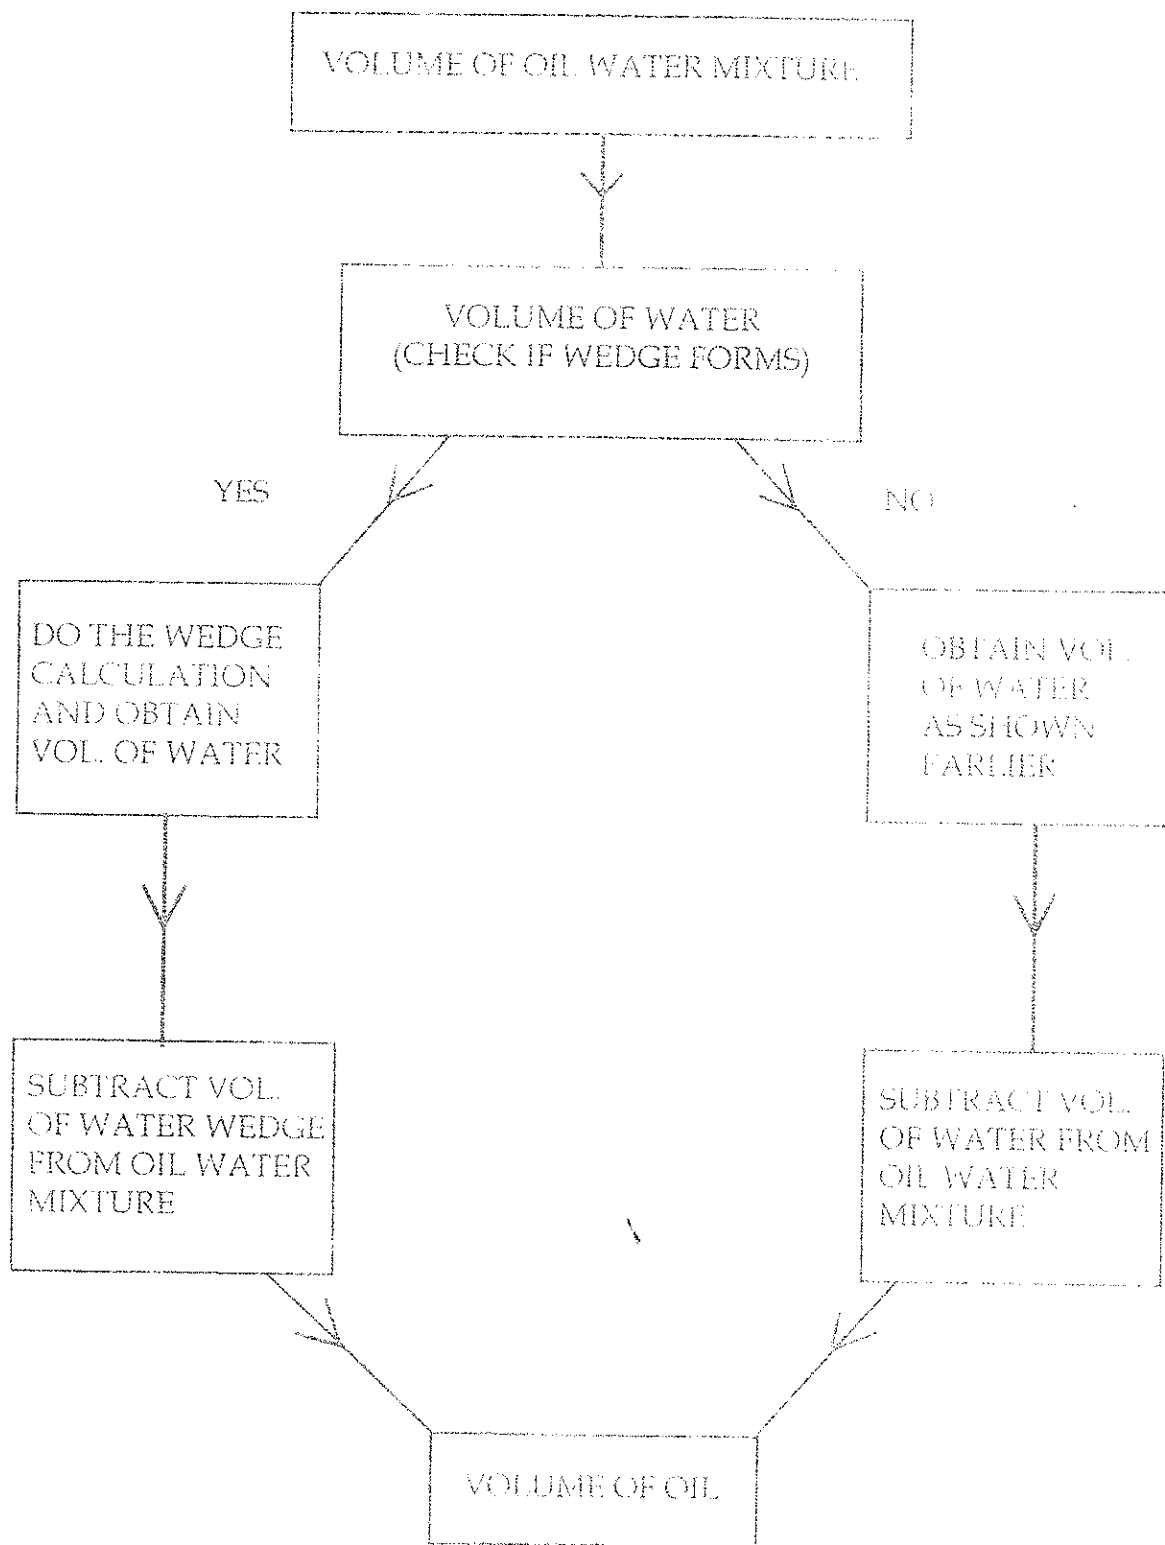 VOLUME OF OIL WATER MIXTURE
VOLUME OF WATER
(CHECK IF WEDGE FORMS)
YES
NO
DO THE WEDGE
CALCULATION
AND OBTAIN
VOL. OF WATER
OBTAIN VOL.
OF WATER
AS SHOWN
EARLIER
SUBTRACT VOL.
OF WATER WEDGE
FROM OIL WATER
MIXTURE
SUBTRACT VOL.
OF WATER FROM
OIL WATER
MIXTURE
VOLUME OF OIL